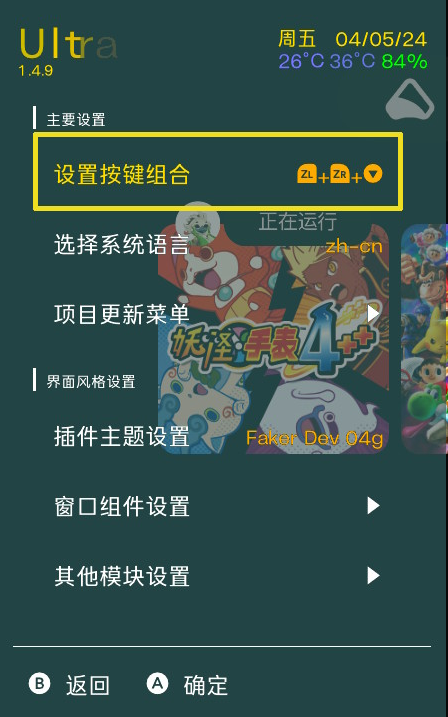 Ultra
1.4.9
周五 04/05/24
26°C 36°C 84%
主要设置
设置按键组合 ZL+ZR+
正在运行
选择系统语言 zh-cn
项目更新菜单
妖怪手表4++
界面风格设置
插件主题设置 Faker Dev 04g
窗口组件设置
其他模块设置
B 返回 A 确定